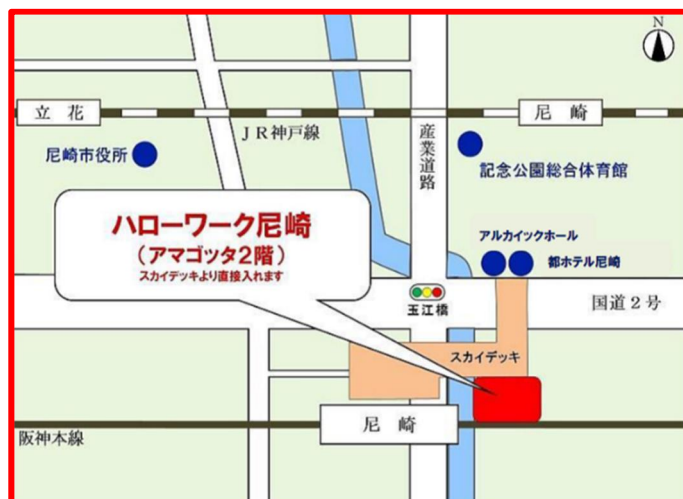 N
立花
尼崎
JR神戸線
産業道路
尼崎市役所
記念公園総合体育館
ハローワーク尼崎
(アマゴッタ2階)
スカイデッキより直接入れます
アルカイックホール
都ホテル尼崎
玉江橋
国道2号
スカイデッキ
尼崎
阪神本線